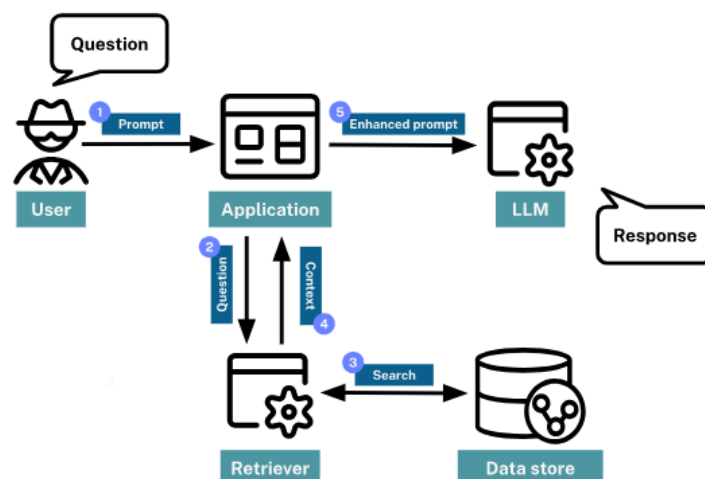 Question
1
Prompt
5
Enhanced prompt
User
Application
LLM
Response
2
Question
Context
4
3
Search
Retriever
Data store